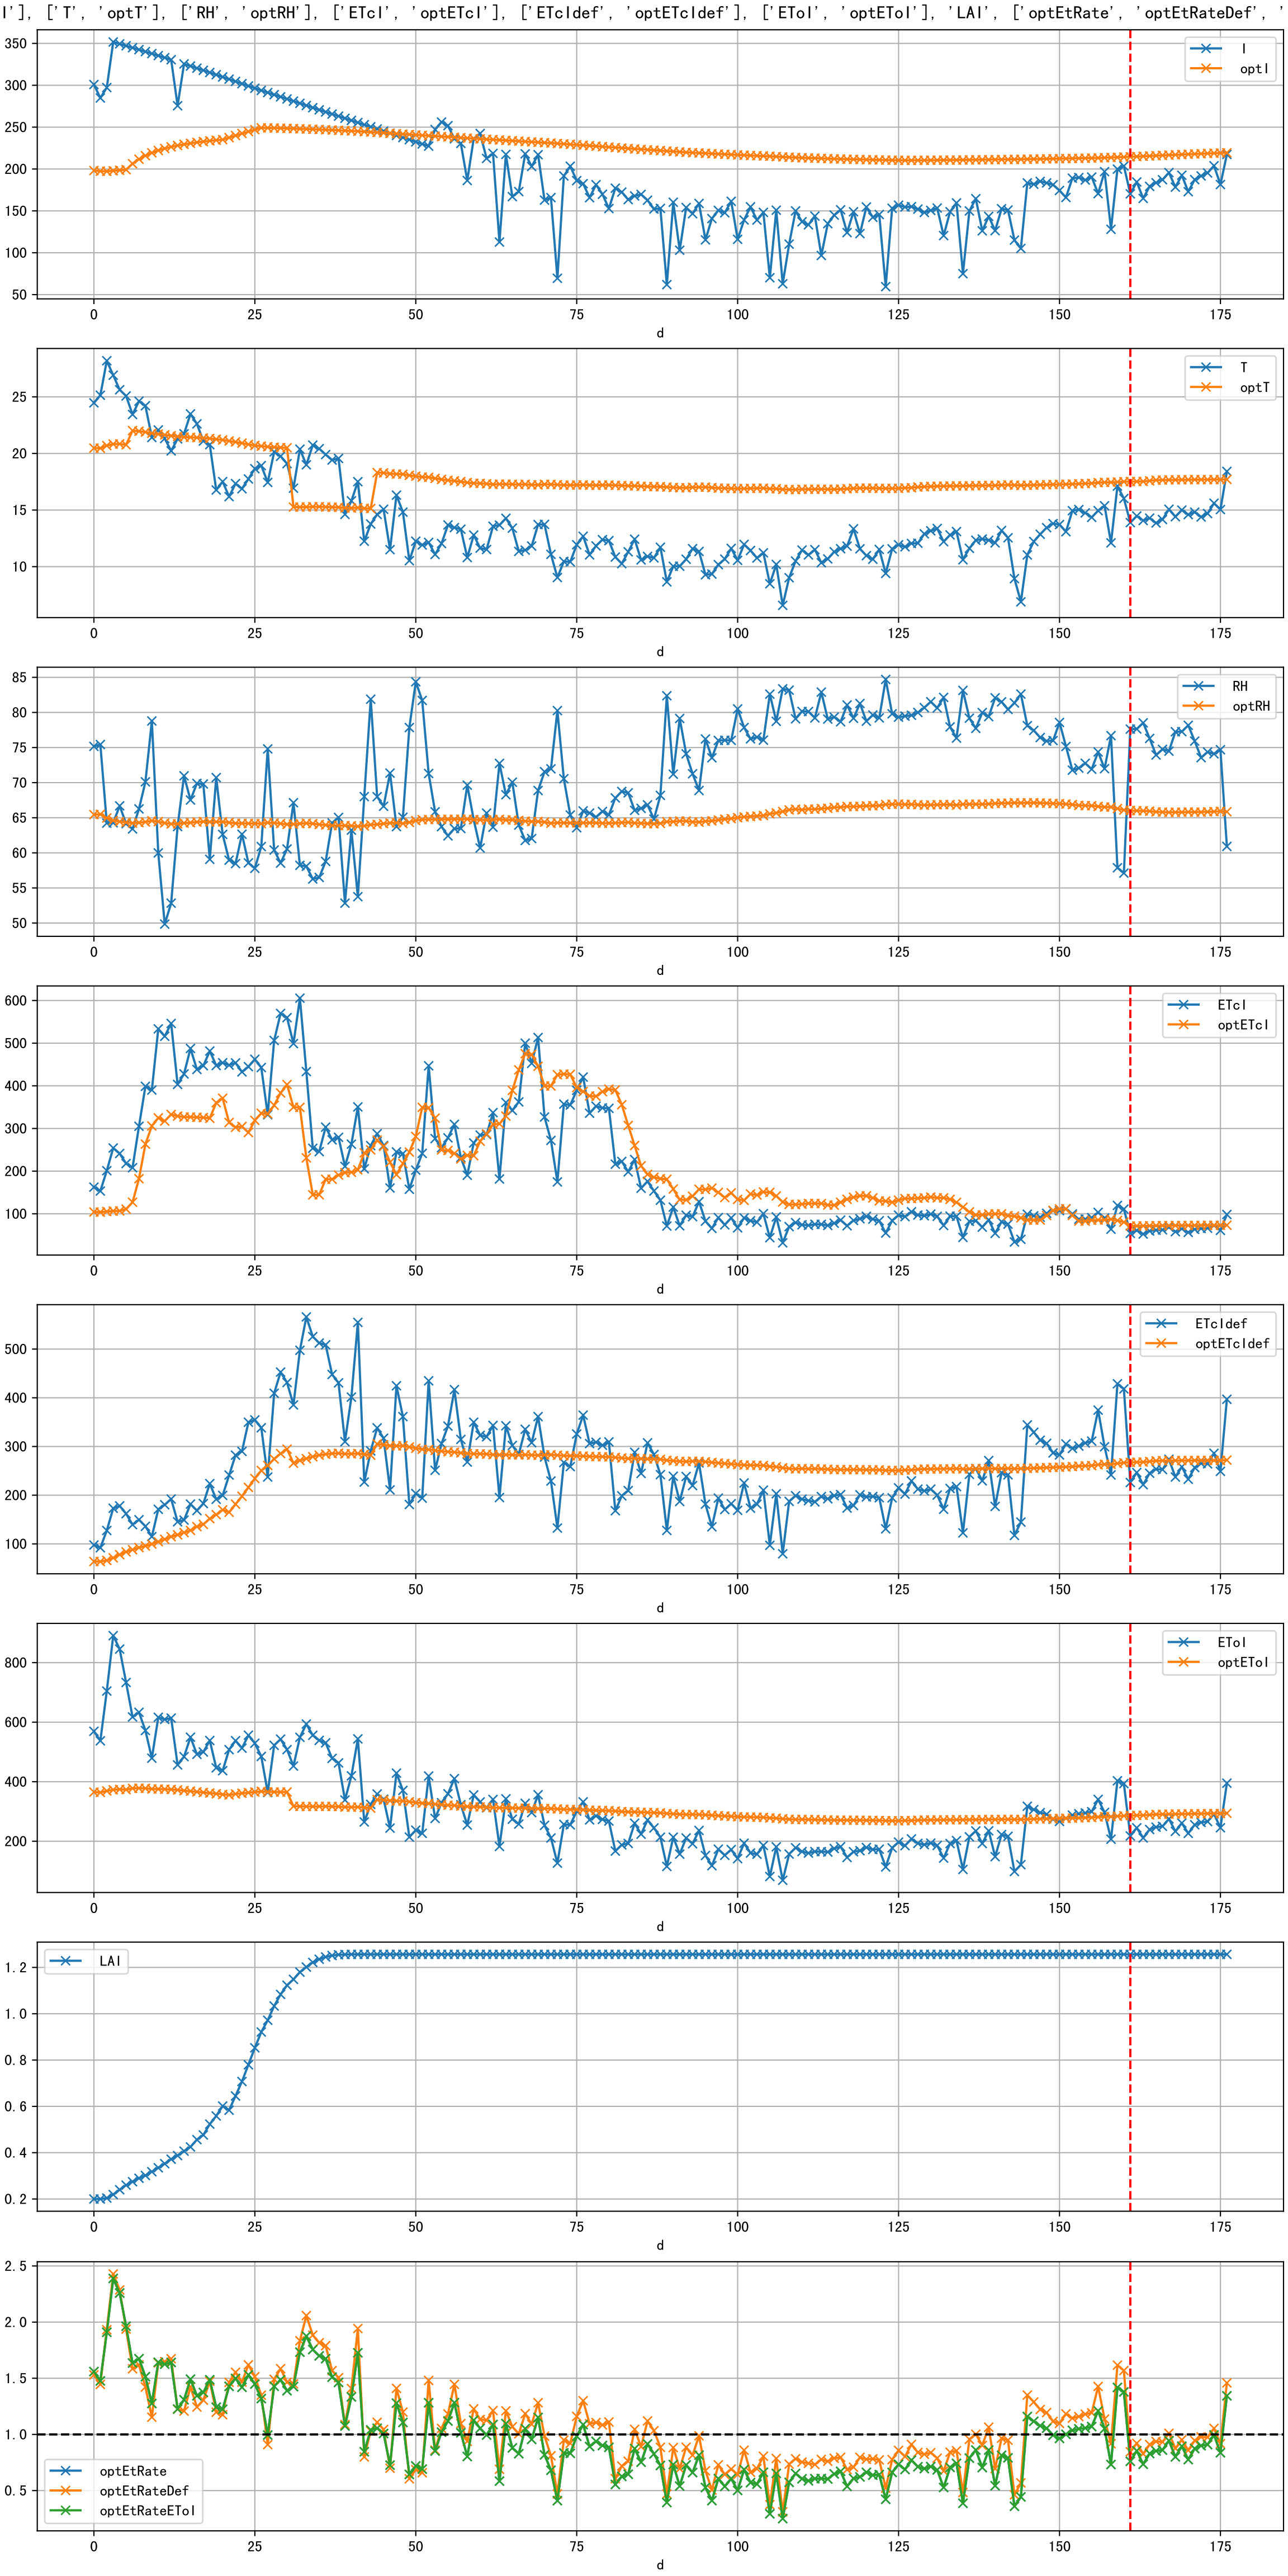 I'], ['T', 'optT'], ['RH', 'optRH'], ['ETcI', 'optETcI'], ['ETcIdef', 'optETcIdef'], ['EToI', 'optEToI'], 'LAI', ['optEtRate', 'optEtRateDef', '
350
300
250
200
150
100
50
I
optI
0 25 50 75 100 125 150 175
d
25
20
15
10
T
optT
0 25 50 75 100 125 150 175
d
85
80
75
70
65
60
55
50
RH
optRH
0 25 50 75 100 125 150 175
d
600
500
400
300
200
100
ETcI
optETcI
0 25 50 75 100 125 150 175
d
500
400
300
200
100
ETcIdef
optETcIdef
0 25 50 75 100 125 150 175
d
800
600
400
200
EToI
optEToI
0 25 50 75 100 125 150 175
d
1.2
1.0
0.8
0.6
0.4
0.2
LAI
0 25 50 75 100 125 150 175
d
2.5
2.0
1.5
1.0
0.5
optEtRate
optEtRateDef
optEtRateEToI
0 25 50 75 100 125 150 175
d